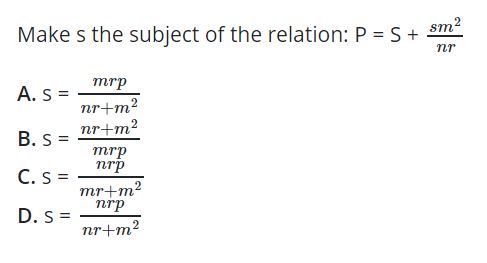 Make s the subject of the relation: P = S + \frac{sm^2}{nr}
A. s = \frac{mrp}{nr+m^2}
B. s = \frac{nr+m^2}{mrp}
C. s = \frac{nrp}{mr+m^2}
D. s = \frac{nrp}{nr+m^2}